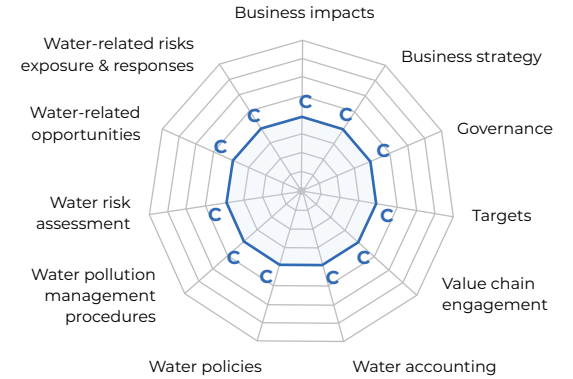 Business impacts
Water-related risks
exposure & responses
Business strategy
Water-related
opportunities
Governance
Water risk
assessment
Targets
Water pollution
management
procedures
Value chain
engagement
Water policies
Water accounting
C
C
C
C
C
C
C
C
C
C
C